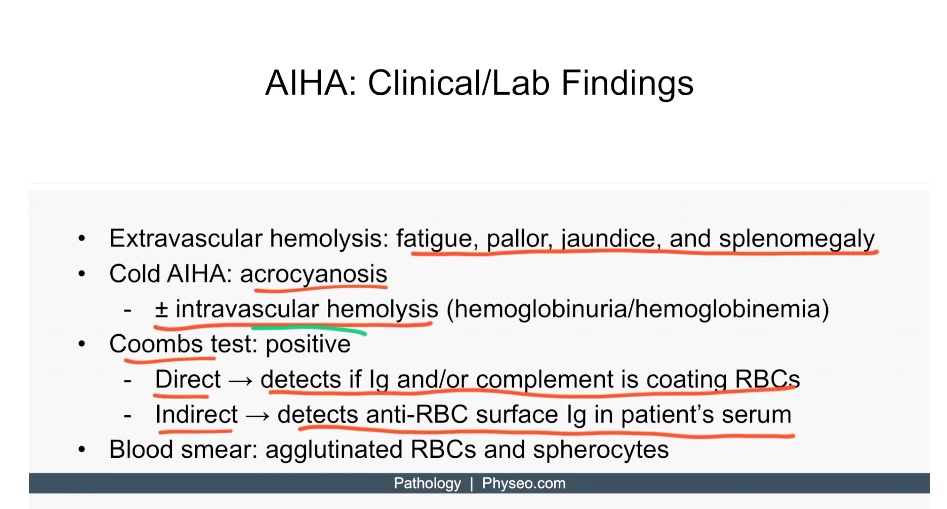 AIHA: Clinical/Lab Findings
• Extravascular hemolysis: fatigue, pallor, jaundice, and splenomegaly
• Cold AIHA: acrocyanosis
- ± intravascular hemolysis (hemoglobinuria/hemoglobinemia)
• Coombs test: positive
- Direct → detects if Ig and/or complement is coating RBCs
- Indirect → detects anti-RBC surface Ig in patient's serum
• Blood smear: agglutinated RBCs and spherocytes
Pathology | Physeo.com